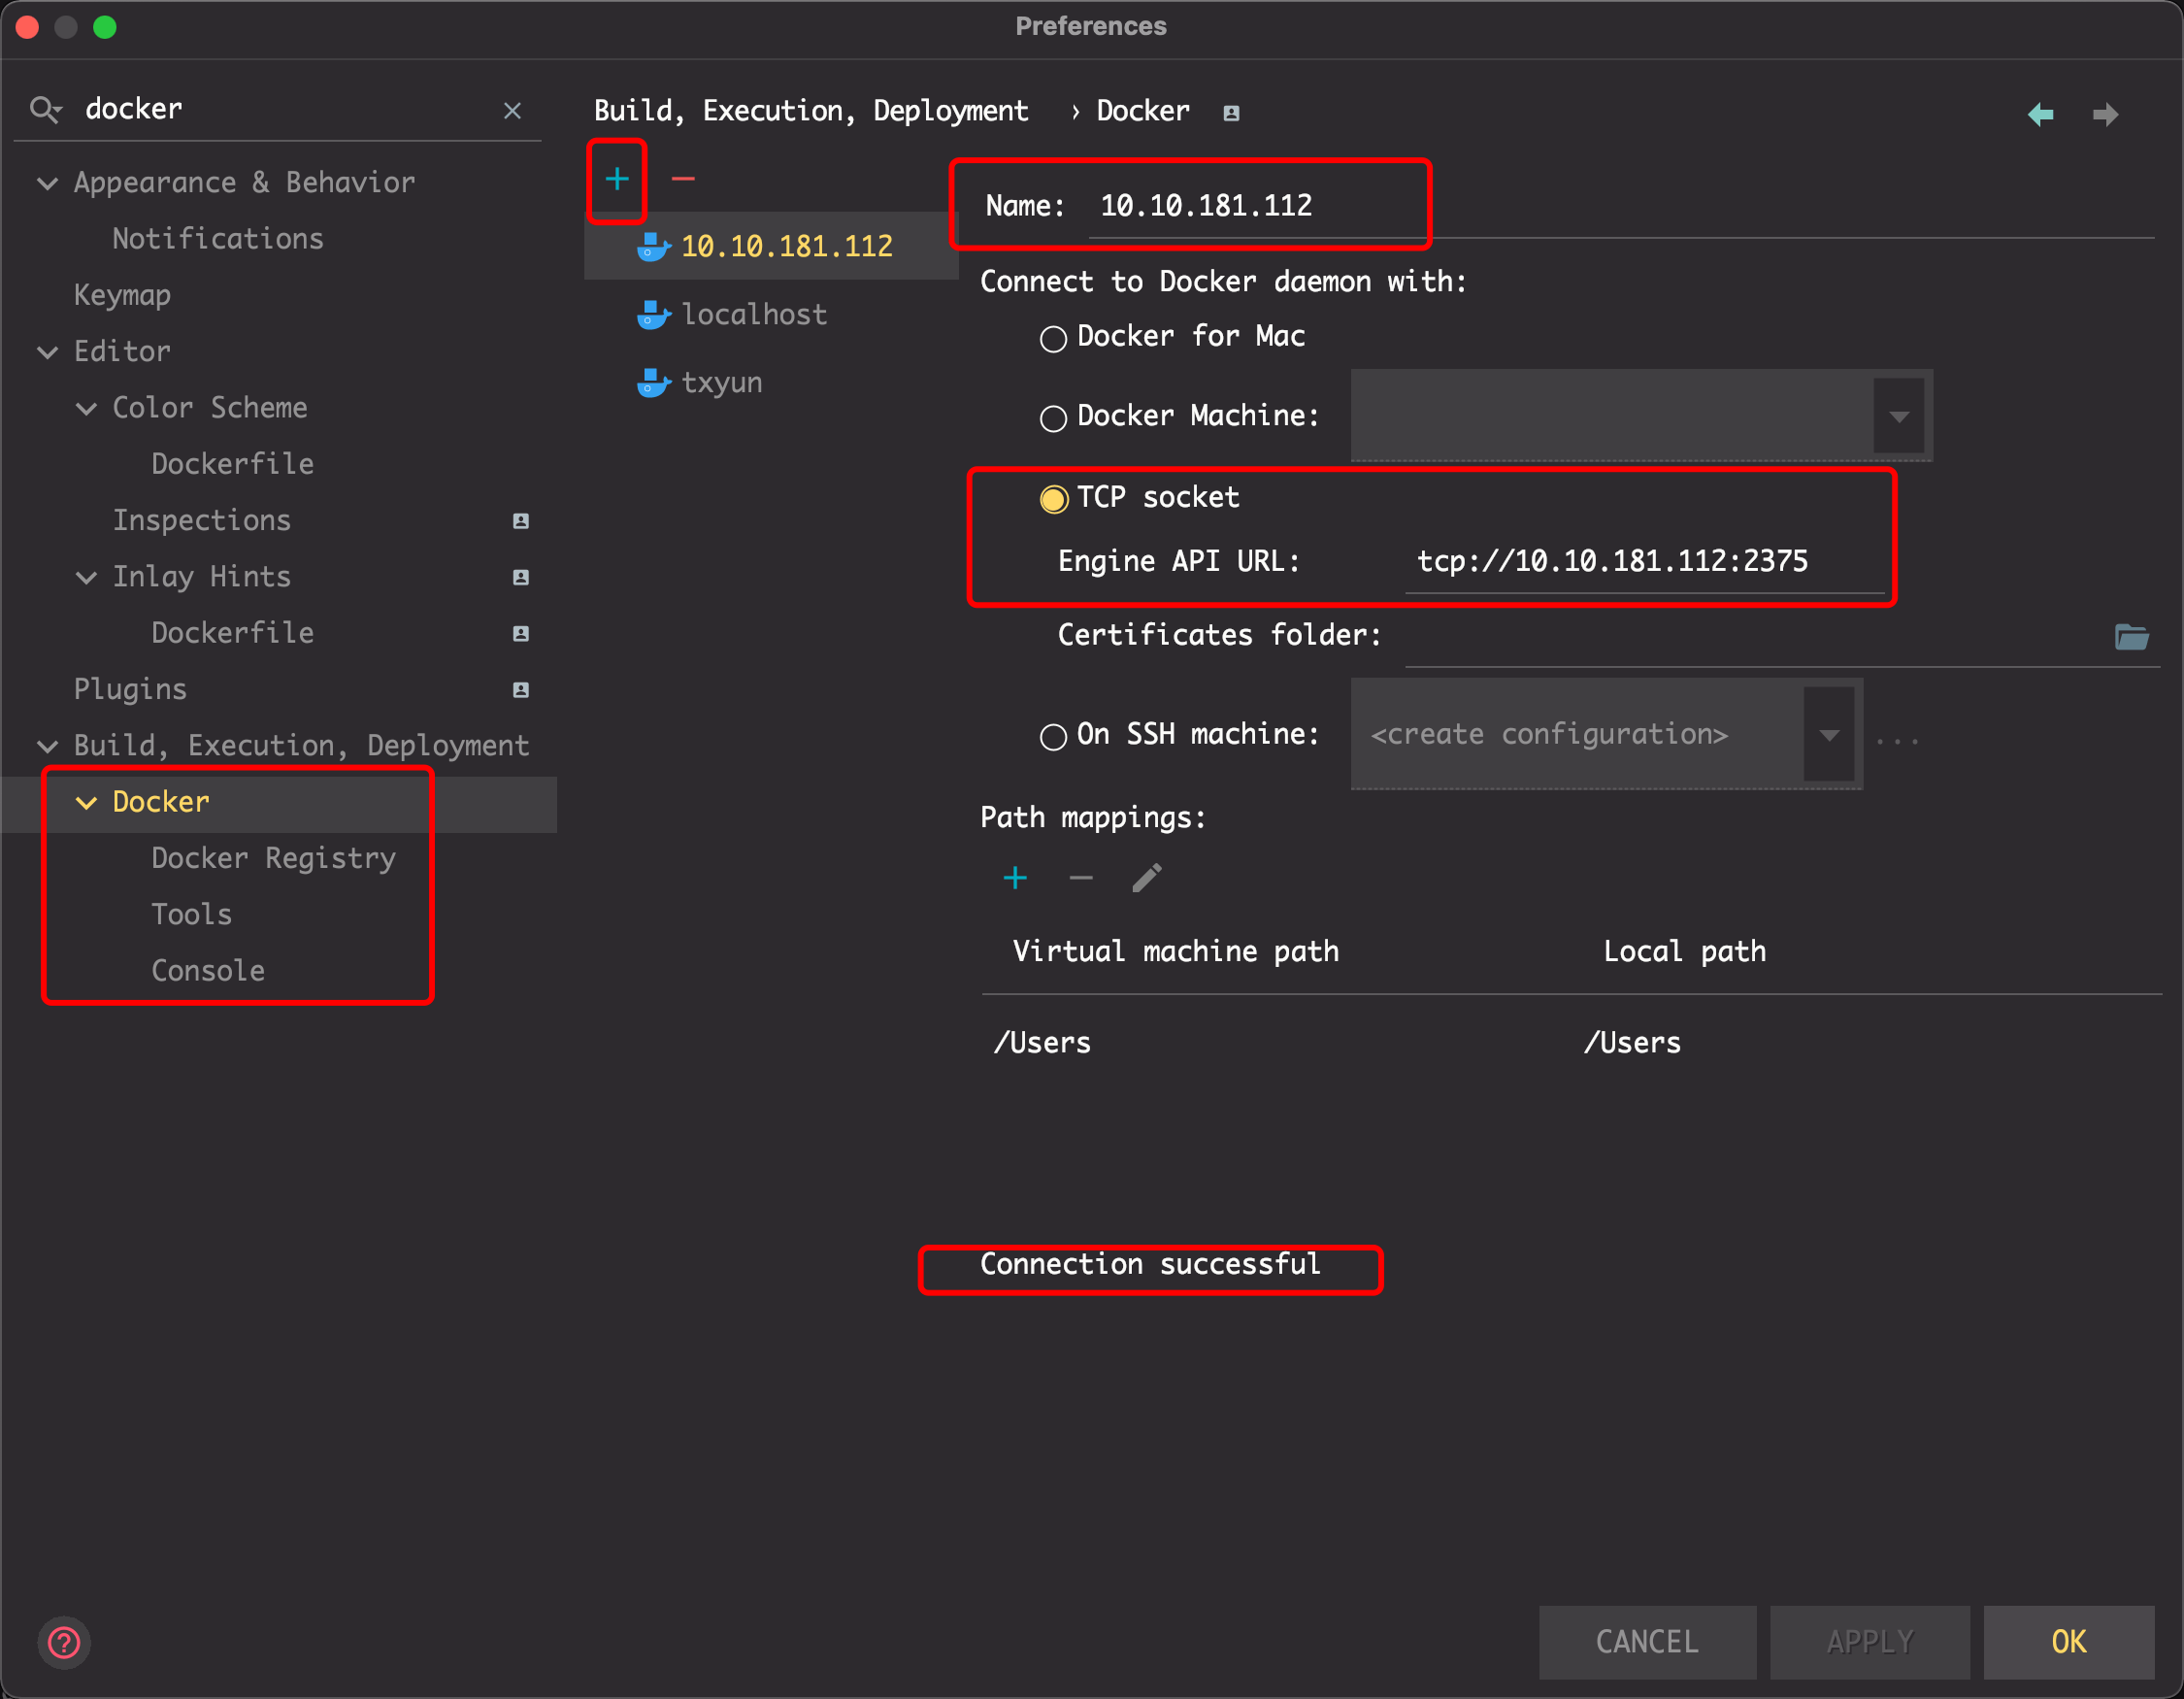 Preferences
docker
Appearance & Behavior
Notifications
Keymap
Editor
Color Scheme
Dockerfile
Inspections
Inlay Hints
Dockerfile
Plugins
Build, Execution, Deployment
Docker
Docker Registry
Tools
Console
Build, Execution, Deployment › Docker
10.10.181.112
localhost
txyun
Name: 10.10.181.112
Connect to Docker daemon with:
Docker for Mac
Docker Machine:
TCP socket
Engine API URL: tcp://10.10.181.112:2375
Certificates folder:
On SSH machine: <create configuration> ...
Path mappings:
Virtual machine path Local path
/Users /Users
Connection successful
CANCEL APPLY OK